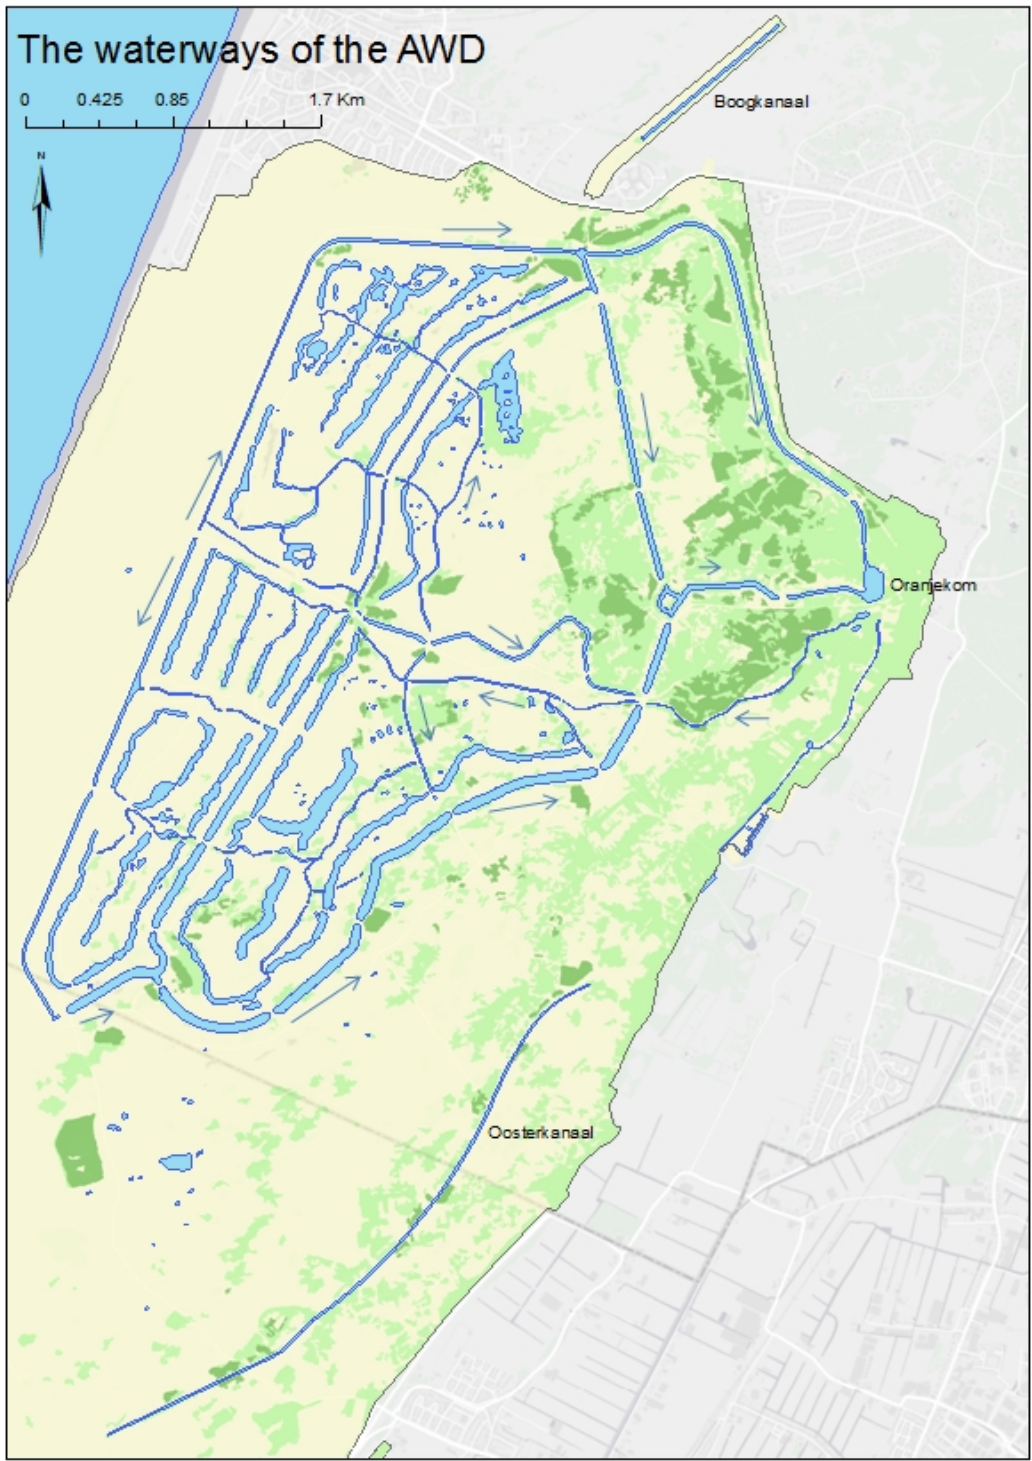 The waterways of the AWD
0 0.425 0.85 1.7 Km
N
Boogkanaal
Oranjekom
Oosterkanaal